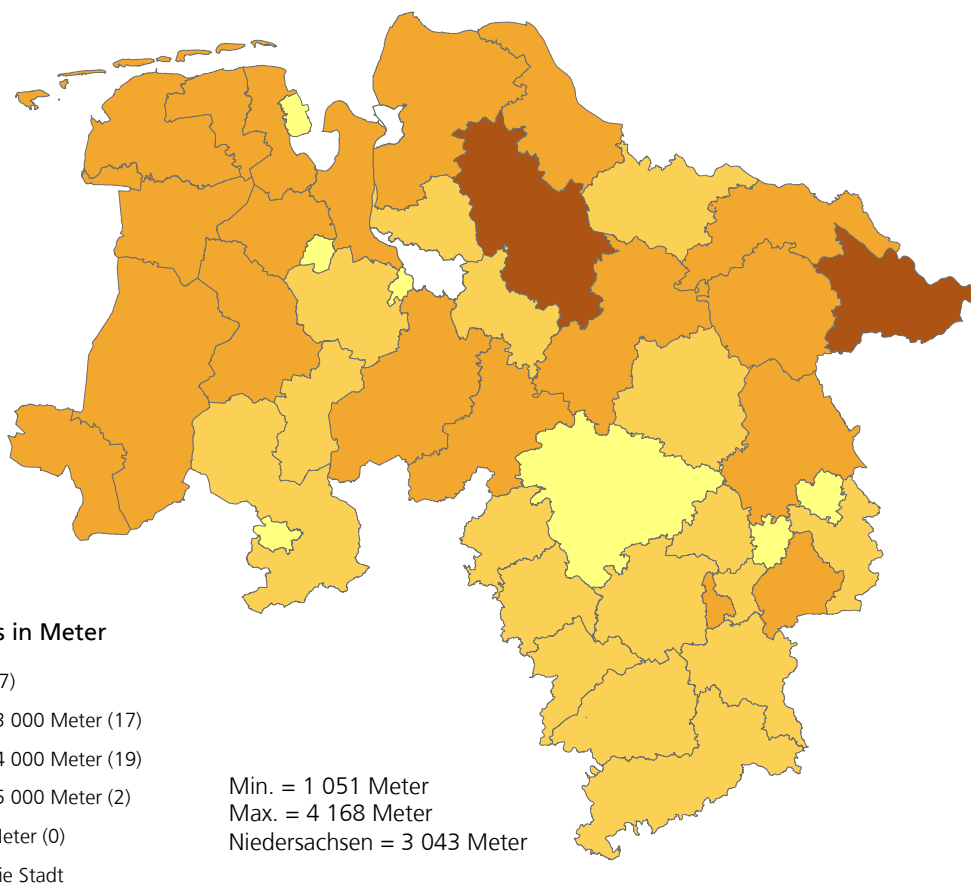 s in Meter
7)
3 000 Meter (17)
4 000 Meter (19)
5 000 Meter (2)
Meter (0)
ie Stadt
Min. = 1 051 Meter
Max. = 4 168 Meter
Niedersachsen = 3 043 Meter